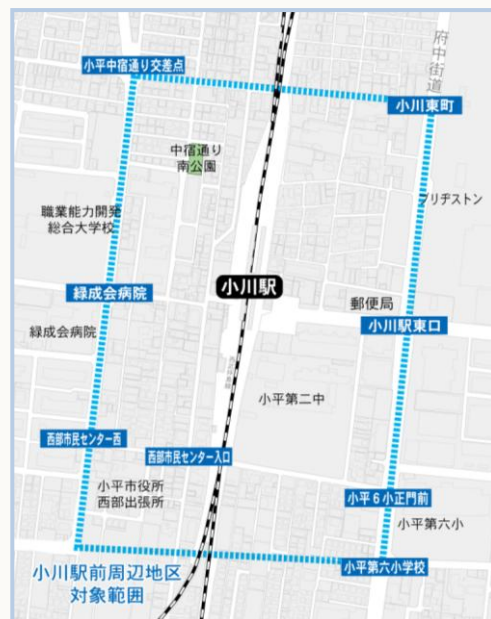 小平中宿通り交差点
府中街道
小川東町
中宿通り
南公園
ブリヂストン
職業能力開発
総合大学校
小川駅
緑成会病院
郵便局
小川駅東口
緑成会病院
小平第二中
西部市民センター西
西部市民センター入口
小平市役所
西部出張所
小平6小正門前
小平第六小
小平第六小学校
小川駅前周辺地区
対象範囲